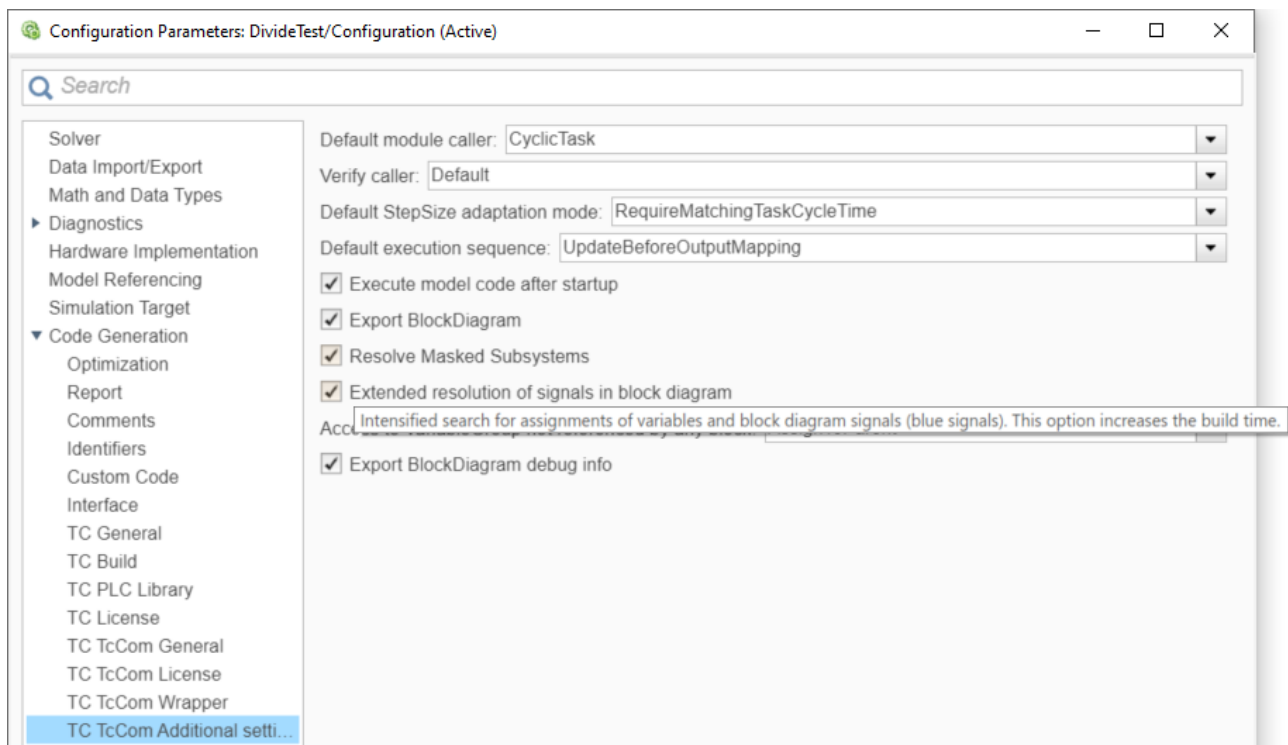 Configuration Parameters: DivideTest/Configuration (Active)
Search
Solver
Data Import/Export
Math and Data Types
Diagnostics
Hardware Implementation
Model Referencing
Simulation Target
Code Generation
Optimization
Report
Comments
Identifiers
Custom Code
Interface
TC General
TC Build
TC PLC Library
TC License
TC TcCom General
TC TcCom License
TC TcCom Wrapper
TC TcCom Additional setti...
Default module caller: CyclicTask
Verify caller: Default
Default StepSize adaptation mode: RequireMatchingTaskCycleTime
Default execution sequence: UpdateBeforeOutputMapping
Execute model code after startup
Export BlockDiagram
Resolve Masked Subsystems
Extended resolution of signals in block diagram
Intensified search for assignments of variables and block diagram signals (blue signals). This option increases the build time.
Export BlockDiagram debug info